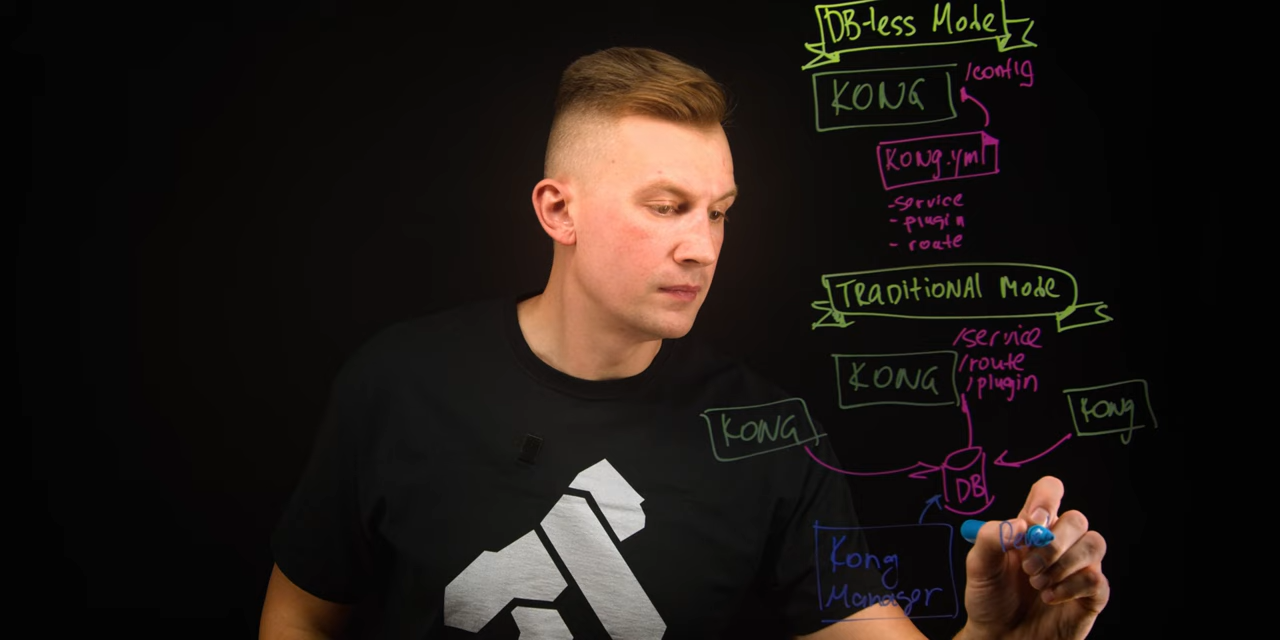 DB-less Mode
KONG
/config
KONG.yml
-service
- plugin
- route
TRADITIONAL Mode
KONG
/service
/route
/plugin
KONG
KONG
DB
Kong
Manager